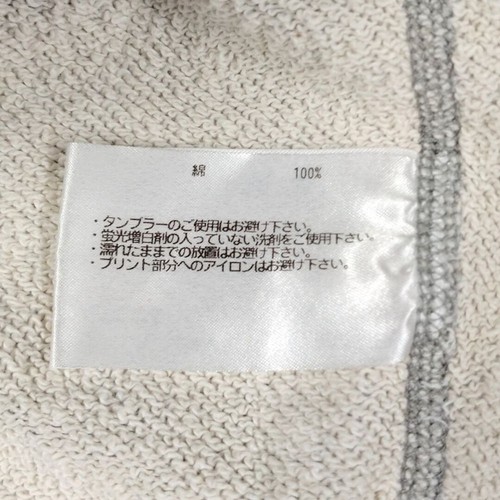 綿 100%
・タンブラーのご使用はお避け下さい。
・蛍光増白剤の入っていない洗剤をご使用下さい。
・濡れたままでの放置はお避け下さい。
・プリント部分へのアイロンはお避け下さい。